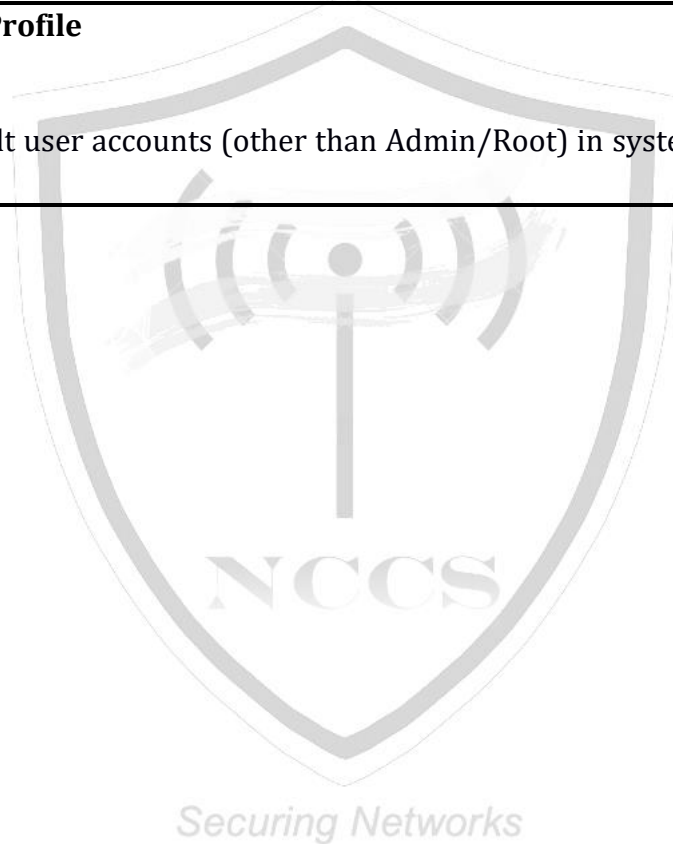 Profile
lt user accounts (other than Admin/Root) in syste
NCCS
Securing Networks